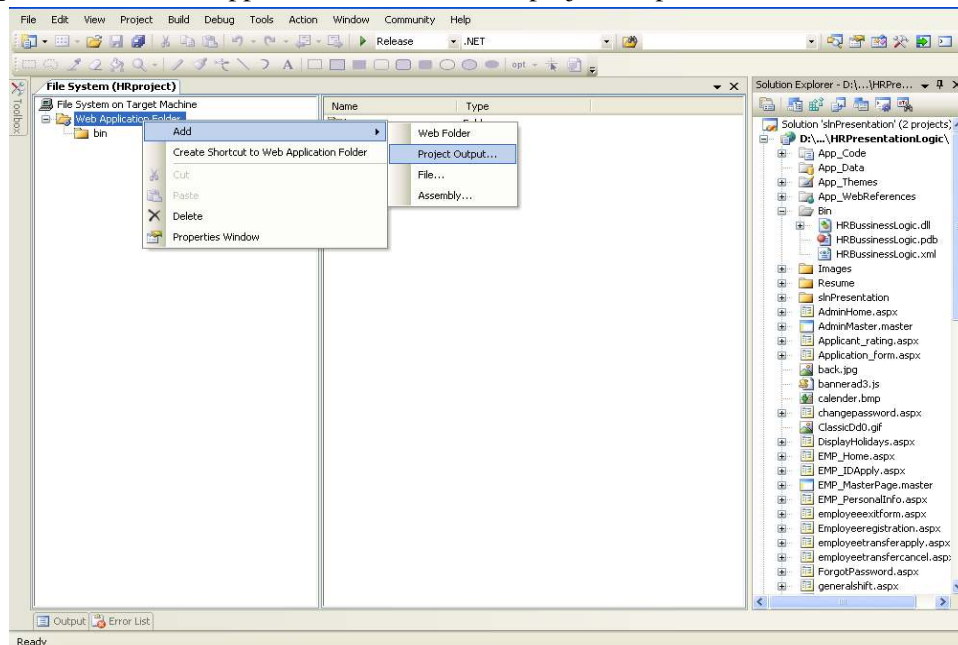 File Edit View Project Build Debug Tools Action Window Community Help
Release .NET
opt
File System (HRproject)
Toolbox
File System on Target Machine
Web Application Folder
bin
Name Type
Add
Create Shortcut to Web Application Folder
Cut
Paste
Delete
Properties Window
Web Folder
Project Output...
File...
Assembly...
Solution Explorer - D:\...\HRPre...
Solution 'slnPresentation' (2 projects)
D:\...\HRPresentationLogic\
App_Code
App_Data
App_Themes
App_WebReferences
Bin
HRBussinessLogic.dll
HRBussinessLogic.pdb
HRBussinessLogic.xml
Images
Resume
slnPresentation
AdminHome.aspx
AdminMaster.master
Applicant_rating.aspx
Application_form.aspx
back.jpg
bannerad3.js
calender.bmp
changepassword.aspx
ClassicDd0.gif
DisplayHolidays.aspx
EMP_Home.aspx
EMP_IDApply.aspx
EMP_MasterPage.master
EMP_PersonalInfo.aspx
employeeexitform.aspx
Employeeregistration.aspx
employeetransferapply.aspx
employeetransfercancel.asp
ForgotPassword.aspx
generalshift.aspx
Output Error List
Ready